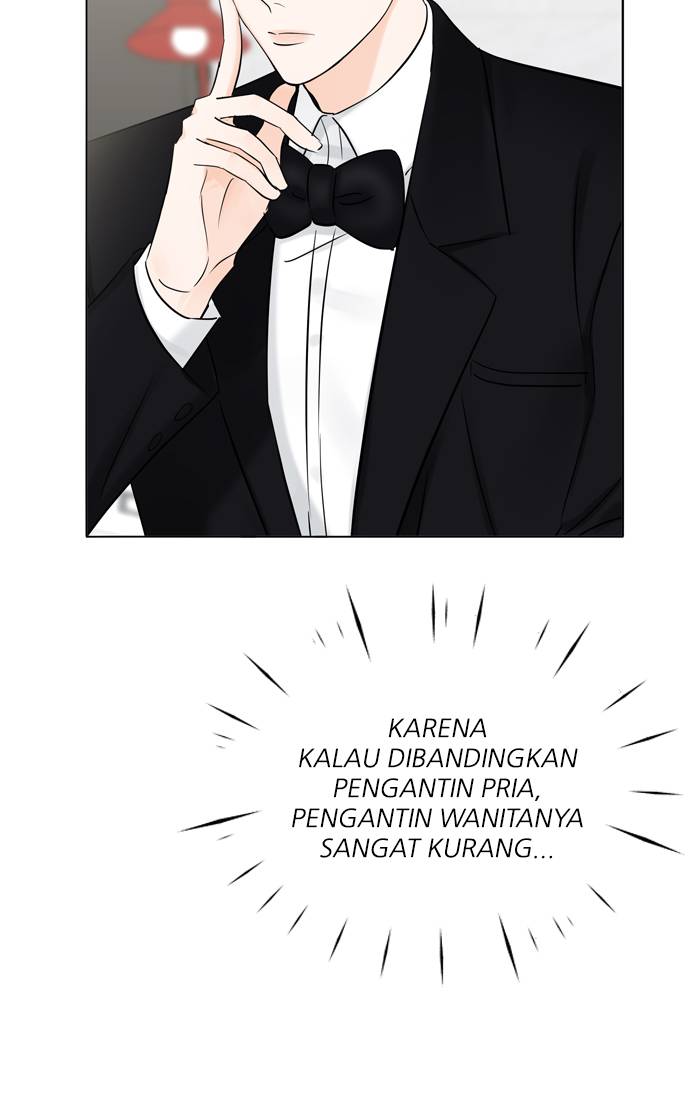 KARENA
KALAU DIBANDINGKAN
PENGANTIN PRIA,
PENGANTIN WANITANYA
SANGAT KURANG...